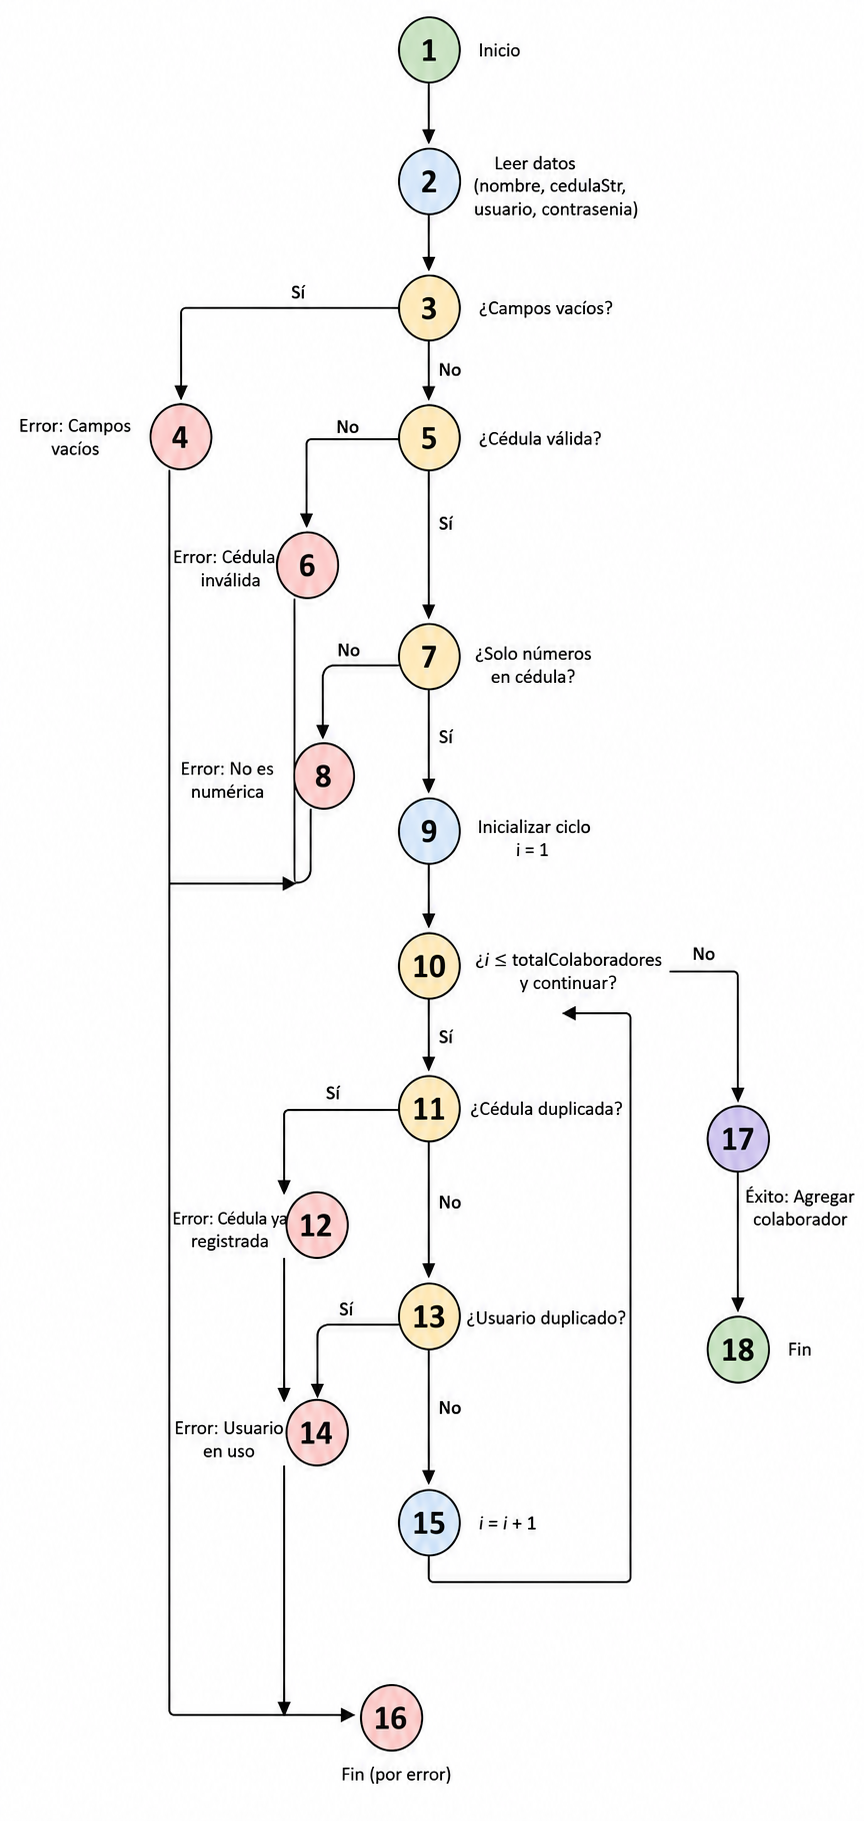 1
Inicio
2
Leer datos
(nombre, cedulaStr,
usuario, contrasenia)
Sí
3
¿Campos vacíos?
No
Error: Campos
vacíos
4
No
5
¿Cédula válida?
Sí
Error: Cédula
inválida
6
No
7
¿Solo números
en cédula?
Sí
Error: No es
numérica
8
9
Inicializar ciclo
i = 1
10
¿i ≤ totalColaboradores
y continuar?
No
Sí
Sí
11
¿Cédula duplicada?
17
Éxito: Agregar
colaborador
No
Error: Cédula ya
registrada
12
Sí
13
¿Usuario duplicado?
18
Fin
No
Error: Usuario
en uso
14
15
i = i + 1
16
Fin (por error)